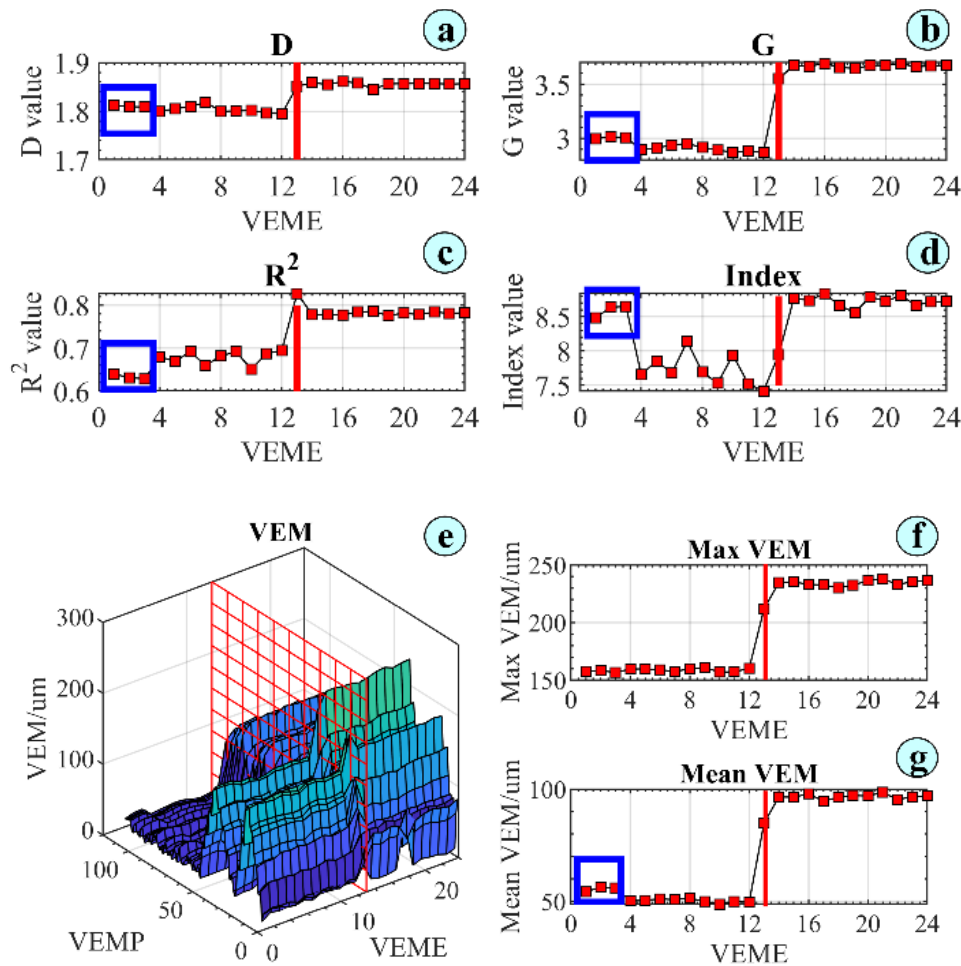 a
D
D value
1.9
1.8
1.7
0 4 8 12 16 20 24
VEME
b
G
G value
3.5
3
0 4 8 12 16 20 24
VEME
c
R²
R² value
0.8
0.7
0.6
0 4 8 12 16 20 24
VEME
d
Index
Index value
8.5
8
7.5
0 4 8 12 16 20 24
VEME
e
VEM
VEM/um
300
200
100
0
100
50
0
VEMP
0
10
20
VEME
f
Max VEM
Max VEM/um
250
200
150
0 4 8 12 16 20 24
VEME
g
Mean VEM
Mean VEM/um
100
50
0 4 8 12 16 20 24
VEME